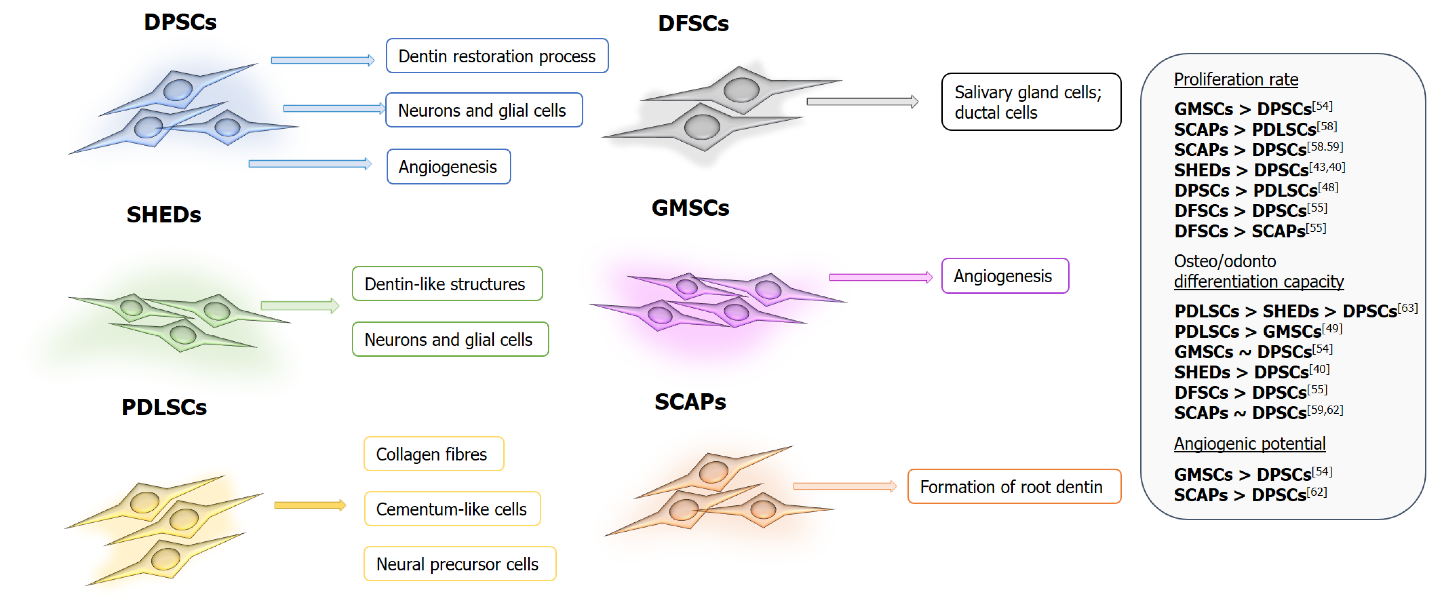 DPSCs
Dentin restoration process
Neurons and glial cells
Angiogenesis
SHEDs
Dentin-like structures
Neurons and glial cells
PDLSCs
Collagen fibres
Cementum-like cells
Neural precursor cells
DFSCs
Salivary gland cells;
ductal cells
GMSCs
Angiogenesis
SCAPs
Formation of root dentin
Proliferation rate
GMSCs > DPSCs[54]
SCAPs > PDLSCs[58]
SCAPs > DPSCs[58.59]
SHEDs > DPSCs[43,40]
DPSCs > PDLSCs[48]
DFSCs > DPSCs[55]
DFSCs > SCAPs[55]
Osteo/odonto
differentiation capacity
PDLSCs > SHEDs > DPSCs[63]
PDLSCs > GMSCs[49]
GMSCs ~ DPSCs[54]
SHEDs > DPSCs[40]
DFSCs > DPSCs[55]
SCAPs ~ DPSCs[59,62]
Angiogenic potential
GMSCs > DPSCs[54]
SCAPs > DPSCs[62]